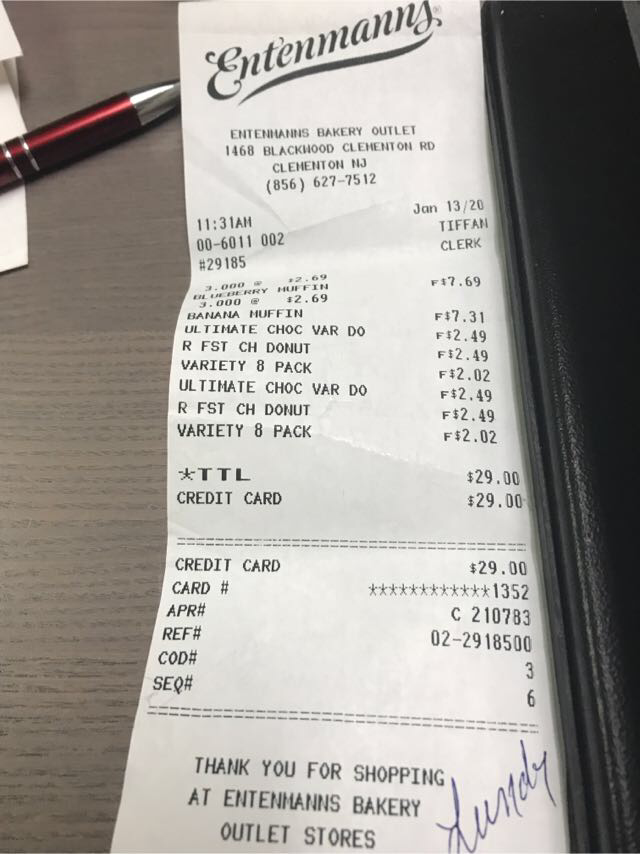 Entenmann's®
ENTENMANNS BAKERY OUTLET
1468 BLACKWOOD CLEMENTON RD
CLEMENTON NJ
(856) 627-7512
11:31AM Jan 13/20
00-6011 002 TIFFAN
#29185 CLERK
3.000 @ $2.69
BLUEBERRY MUFFIN F$7.69
3.000 @ $2.69
BANANA MUFFIN F$7.31
ULTIMATE CHOC VAR DO F$2.49
R FST CH DONUT F$2.49
VARIETY 8 PACK F$2.02
ULTIMATE CHOC VAR DO F$2.49
R FST CH DONUT F$2.49
VARIETY 8 PACK F$2.02
*TTL $29.00
CREDIT CARD $29.00
CREDIT CARD $29.00
CARD # ************1352
APR# C 210783
REF# 02-2918500
COD# 3
SEQ# 6
THANK YOU FOR SHOPPING
AT ENTENMANNS BAKERY
OUTLET STORES
Lundy